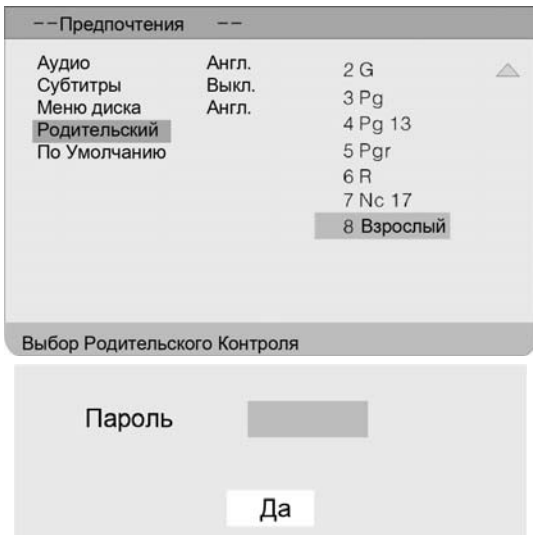 --Предпочтения --
Аудио Англ.
Субтитры Выкл.
Меню диска Англ.
Родительский
По Умолчанию
2 G
3 Pg
4 Pg 13
5 Pgr
6 R
7 Nc 17
8 Взрослый
Выбор Родительского Контроля
Пароль
Да